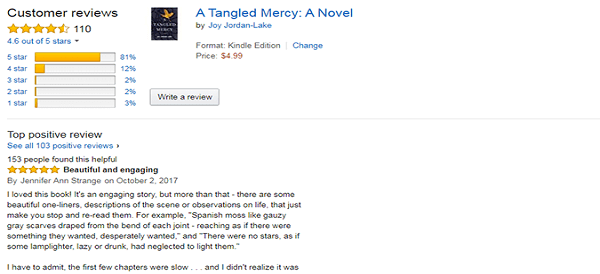 Customer reviews
110
4.6 out of 5 stars
5 star 81%
4 star 12%
3 star 2%
2 star 2%
1 star 3%
A TANGLED MERCY
A Tangled Mercy: A Novel
by Joy Jordan-Lake
Format: Kindle Edition | Change
Price: $4.99
Write a review
Top positive review
See all 103 positive reviews ›
153 people found this helpful
Beautiful and engaging
By Jennifer Ann Strange on October 2, 2017
I loved this book! It's an engaging story, but more than that - there are some
beautiful one-liners, descriptions of the scene or observations on life, that just
make you stop and re-read them. For example, "Spanish moss like gauzy
gray scarves draped from the bend of each joint - reaching as if there were
something they wanted, desperately wanted," and "There were no stars, as if
some lamplighter, lazy or drunk, had neglected to light them."
I have to admit, the first few chapters were slow . . . and I didn't realize it was